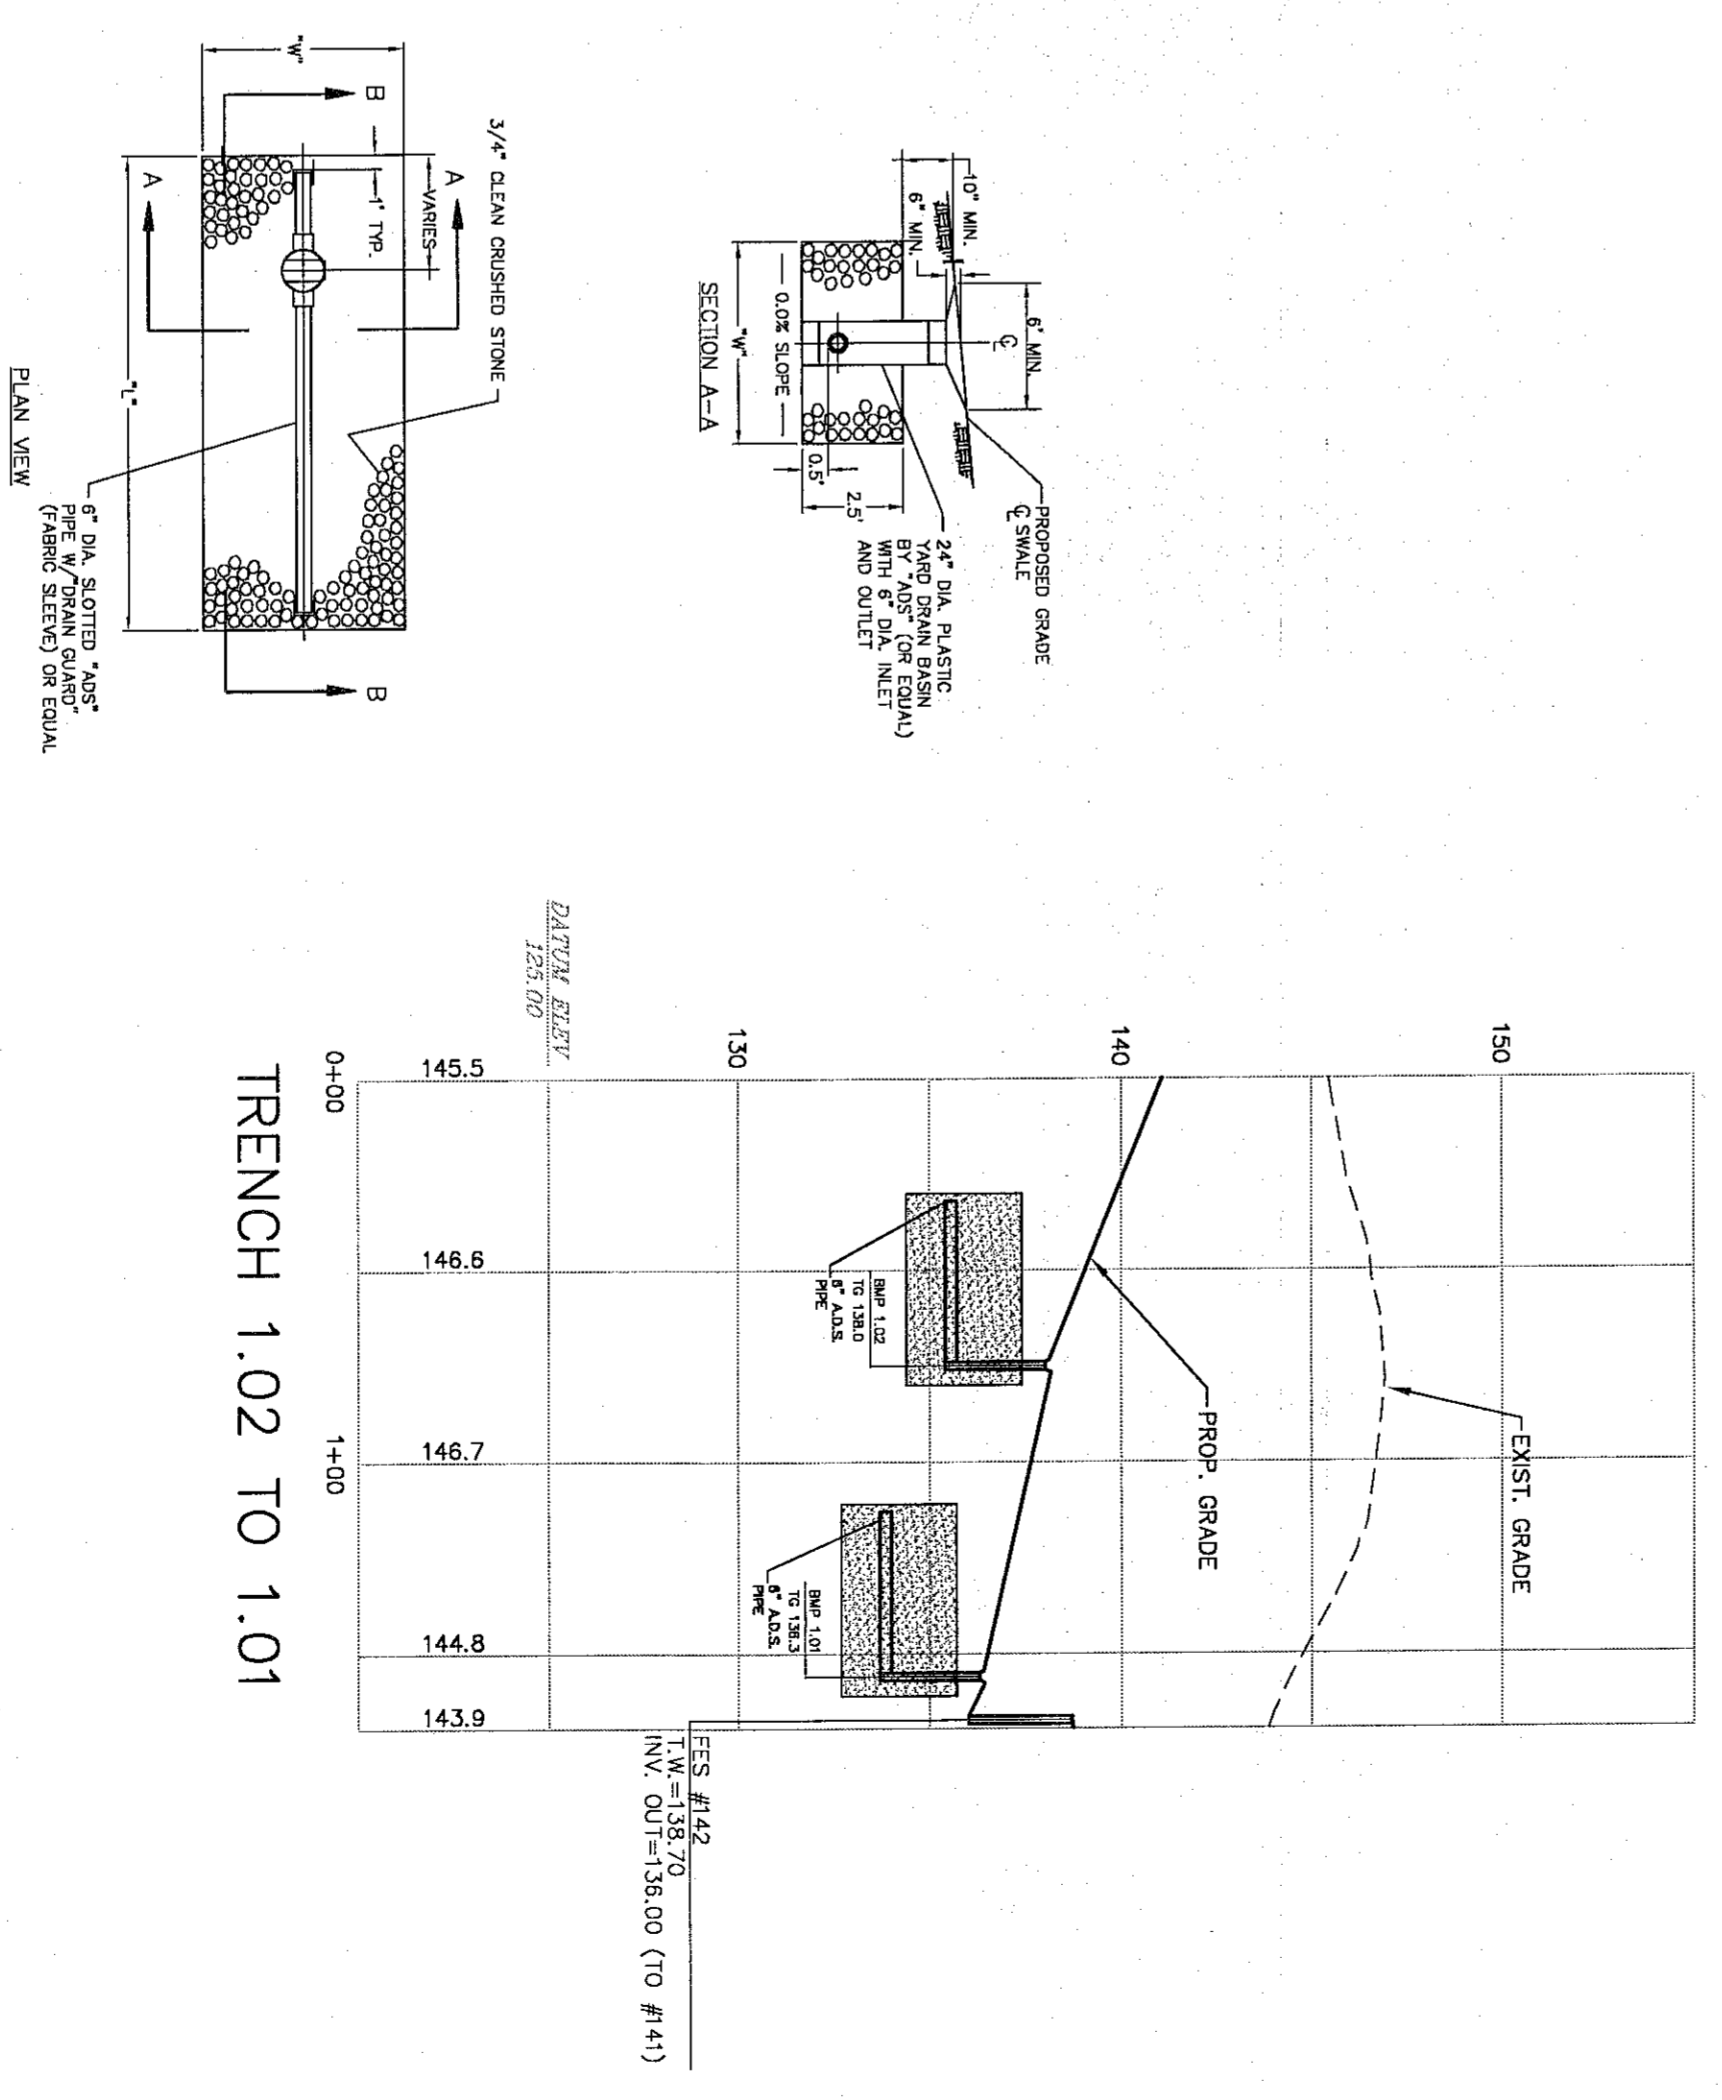 "W"
B
A
A
VARIES
1' TYP.
3/4" CLEAN CRUSHED STONE
"L"
B
6" DIA. SLOTTED "ADS"
PIPE W/"DRAIN GUARD"
(FABRIC SLEEVE) OR EQUAL
PLAN VIEW
10" MIN.
6" MIN.
6' MIN.
℄
PROPOSED GRADE
℄ SWALE
24" DIA. PLASTIC
YARD DRAIN BASIN
BY "ADS" (OR EQUAL)
WITH 6" DIA. INLET
AND OUTLET
0.0% SLOPE
0.5'
2.5'
"W"
SECTION A-A
150
140
130
DATUM ELEV
125.00
EXIST. GRADE
PROP. GRADE
BMP 1.02
TG 138.0
6" A.D.S.
PIPE
BMP 1.01
TG 136.3
6" A.D.S.
PIPE
FES #142
T.W.=138.70
INV. OUT=136.00 (TO #141)
145.5
146.6
146.7
144.8
143.9
0+00
1+00
TRENCH 1.02 TO 1.01